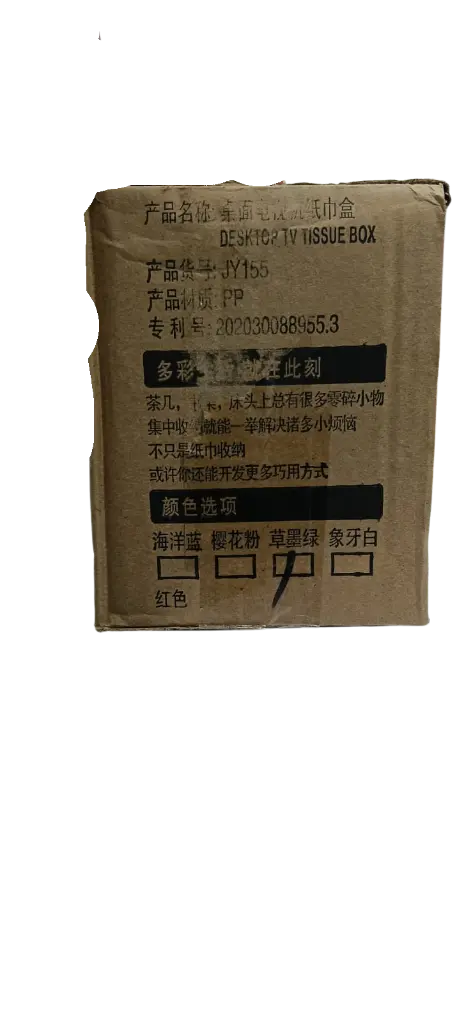 产品名称:桌面电视机纸巾盒
DESKTOP TV TISSUE BOX
产品货号:JY155
产品材质:PP
专利号:202030088955.3
多彩 就在此刻
茶几，书桌，床头上总有很多零碎小物
集中收纳就能一举解决诸多小烦恼
不只是纸巾收纳
或许你还能开发更多巧用方式
颜色选项
海洋蓝 樱花粉 草墨绿 象牙白
红色